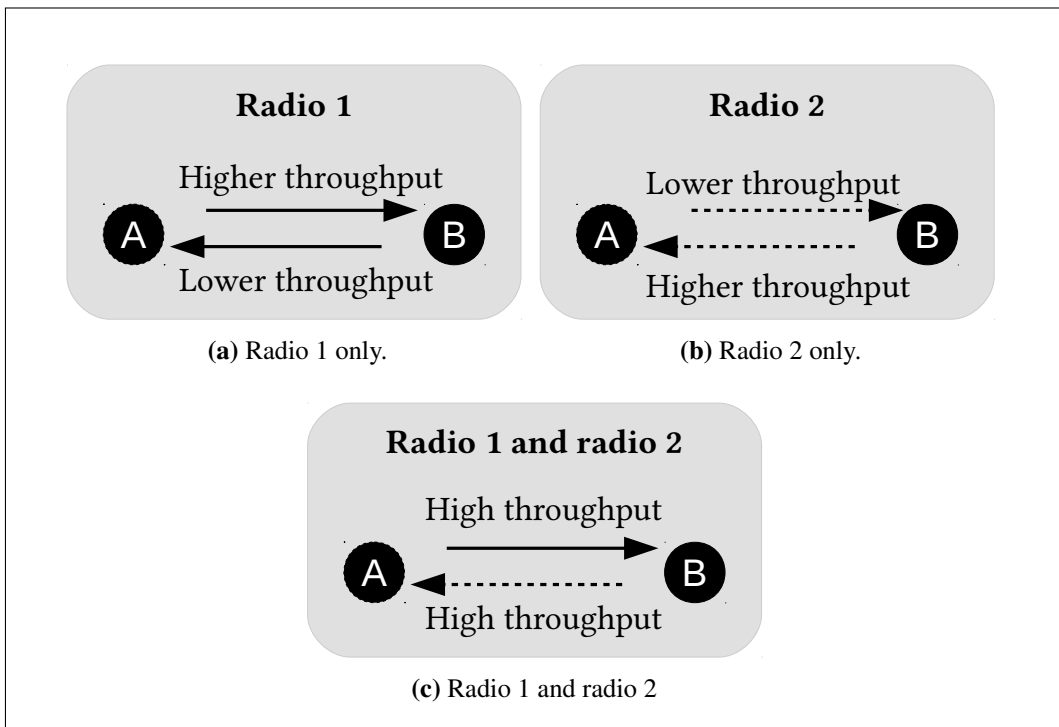 Radio 1
Higher throughput
A
B
Lower throughput
(a) Radio 1 only.
Radio 2
Lower throughput
A
B
Higher throughput
(b) Radio 2 only.
Radio 1 and radio 2
High throughput
A
B
High throughput
(c) Radio 1 and radio 2